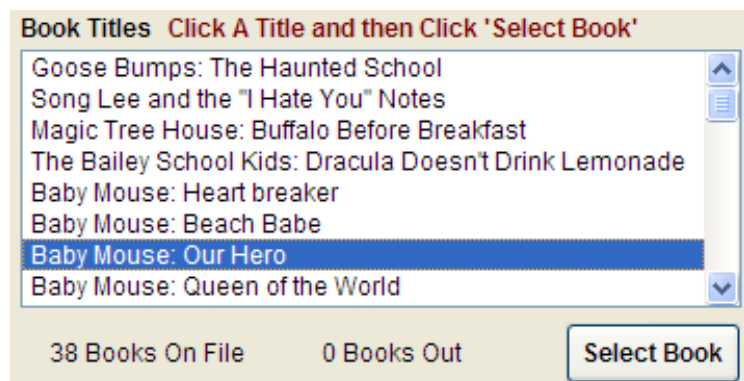 Book Titles Click A Title and then Click 'Select Book'
Goose Bumps: The Haunted School
Song Lee and the "I Hate You" Notes
Magic Tree House: Buffalo Before Breakfast
The Bailey School Kids: Dracula Doesn't Drink Lemonade
Baby Mouse: Heart breaker
Baby Mouse: Beach Babe
Baby Mouse: Our Hero
Baby Mouse: Queen of the World
38 Books On File 0 Books Out Select Book